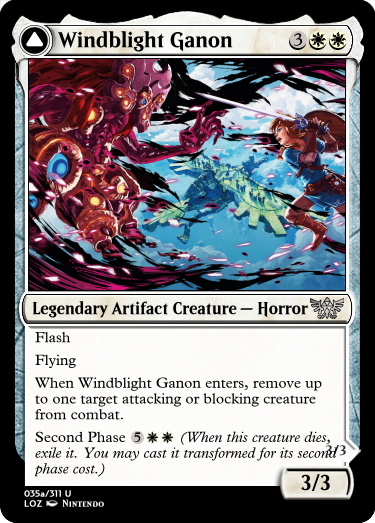 Windblight Ganon 3
Legendary Artifact Creature — Horror
Flash
Flying
When Windblight Ganon enters, remove up
to one target attacking or blocking creature
from combat.
Second Phase 5 (When this creature dies,
exile it. You may cast it transformed for its second
phase cost.)
3/3
3/3
035a/311 U
LOZ Nintendo